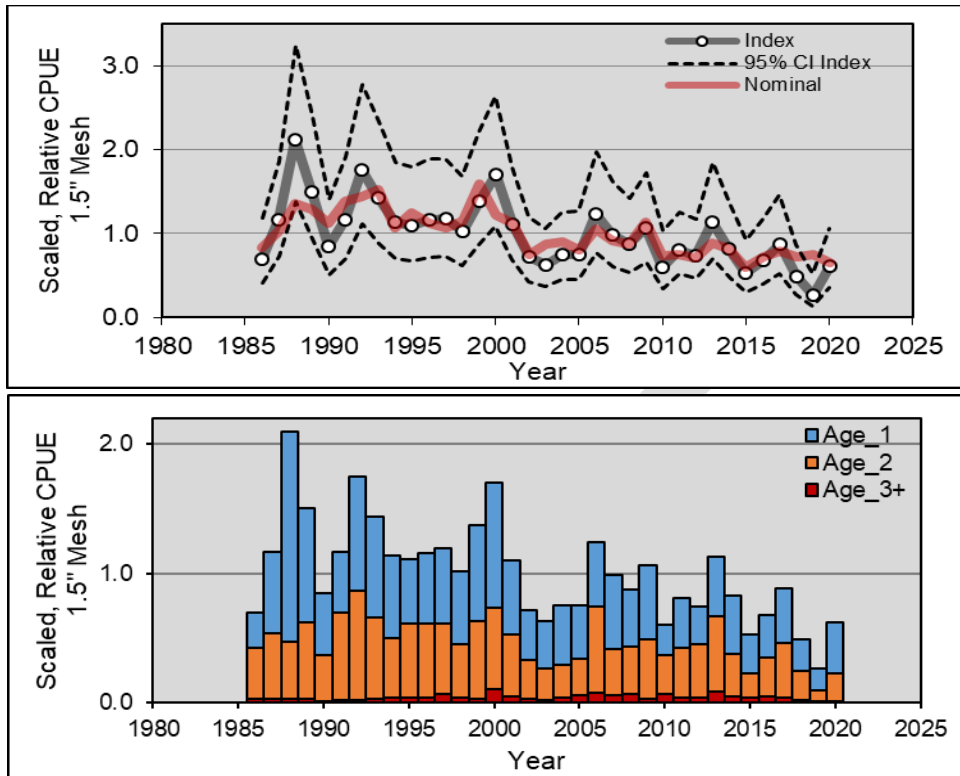 Scaled, Relative CPUE
1.5" Mesh
3.0
2.0
1.0
0.0
Index
95% CI Index
Nominal
1980 1985 1990 1995 2000 2005 2010 2015 2020 2025
Year
Scaled, Relative CPUE
1.5" Mesh
2.0
1.0
0.0
Age_1
Age_2
Age_3+
1980 1985 1990 1995 2000 2005 2010 2015 2020 2025
Year